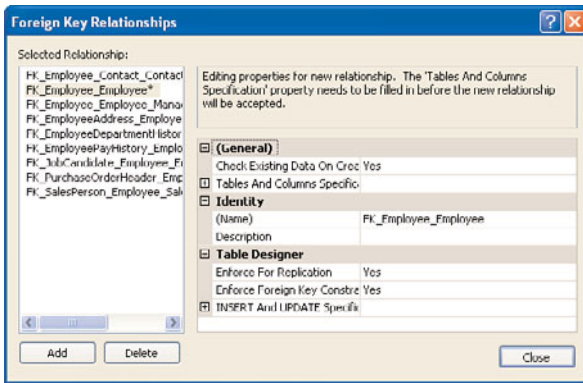 Foreign Key Relationships
Selected Relationship:
FK_Employee_Contact_Contact
FK_Employee_Employee*
FK_Employee_Employee_Mana
FK_EmployeeAddress_Employe
FK_EmployeeDepartmentHistor
FK_EmployeePayHistory_Emplo
FK_JobCandidate_Employee_E
FK_PurchaseOrderHeader_Emp
FK_SalesPerson_Employee_Sal
Editing properties for new relationship. The 'Tables And Columns
Specification' property needs to be filled in before the new relationship
will be accepted.
(General)
Check Existing Data On Crea Yes
Tables And Columns Specific
Identity
(Name) FK_Employee_Employee
Description
Table Designer
Enforce For Replication Yes
Enforce Foreign Key Constra Yes
INSERT And UPDATE Specific
Add Delete Close